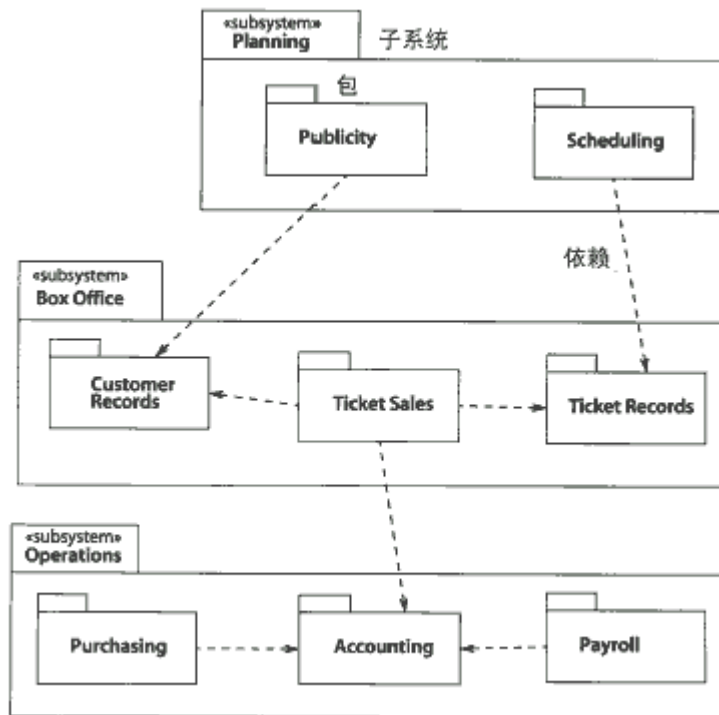 «subsystem»
Planning
子系统
包
Publicity
Scheduling
依赖
«subsystem»
Box Office
Customer
Records
Ticket Sales
Ticket Records
«subsystem»
Operations
Purchasing
Accounting
Payroll